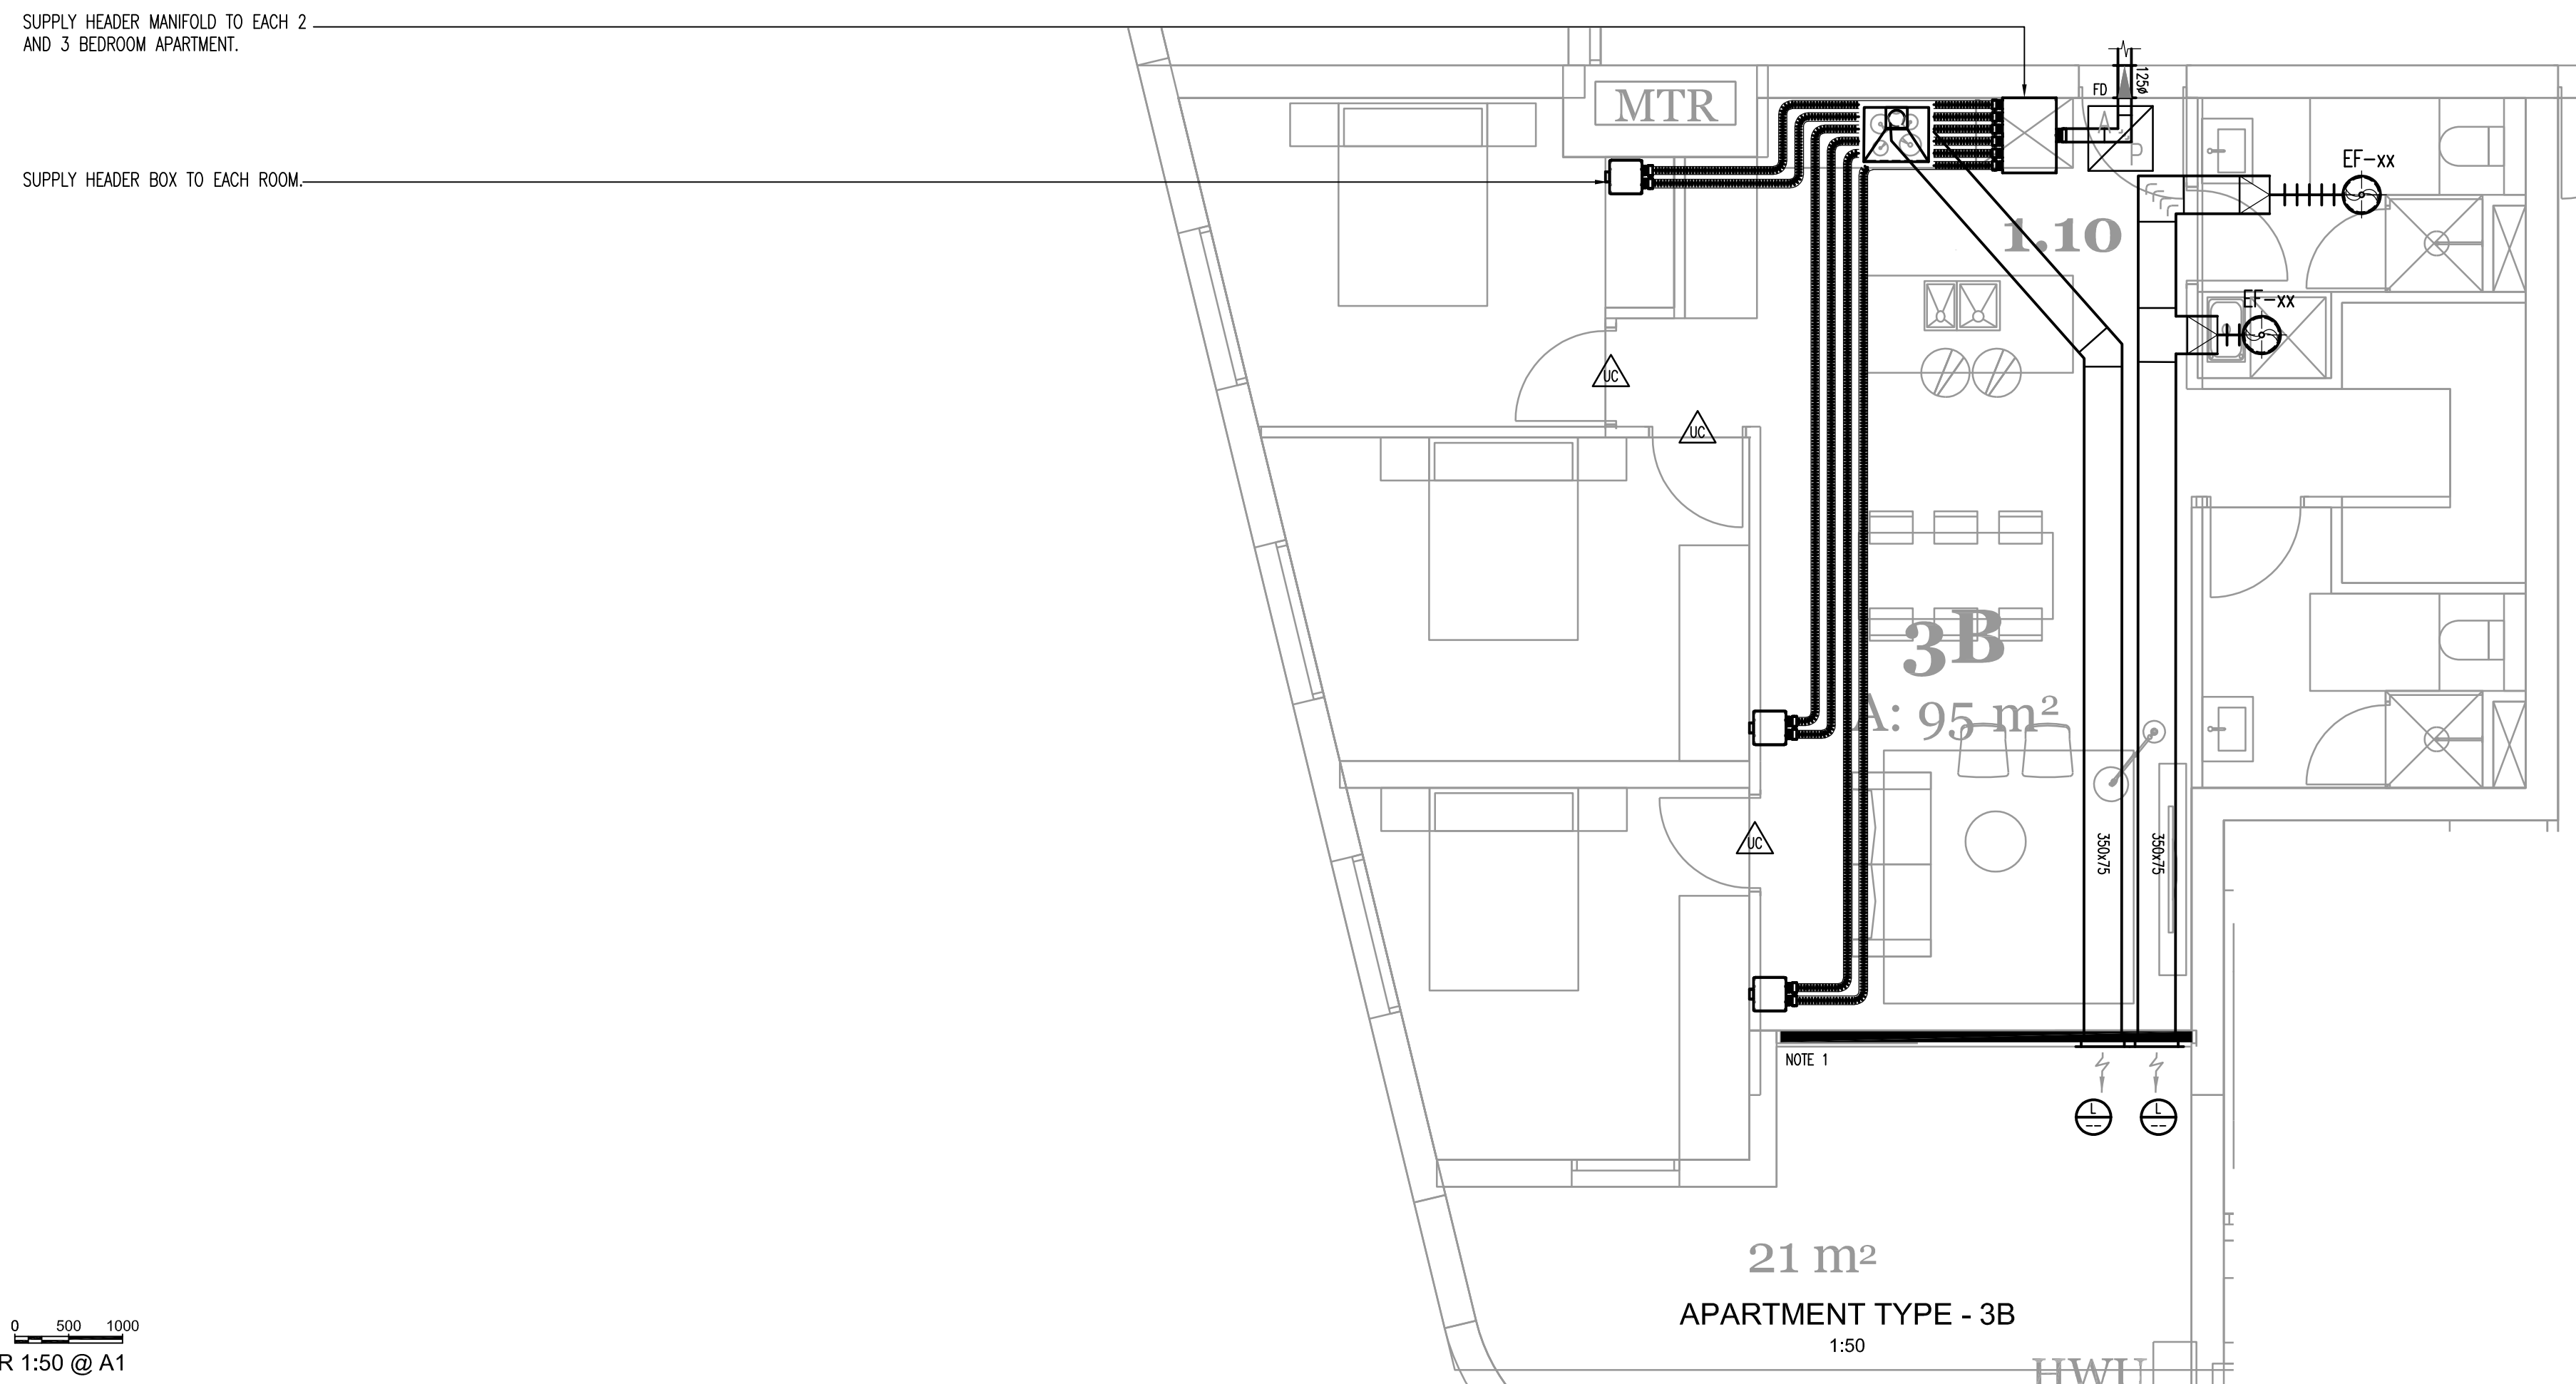 SUPPLY HEADER MANIFOLD TO EACH 2
AND 3 BEDROOM APARTMENT.
SUPPLY HEADER BOX TO EACH ROOM.
MTR
FD
125ø
A
P
EF-xx
1.10
EF-xx
UC
UC
3B
A: 95 m²
UC
350x75
350x75
NOTE 1
L
--
L
--
21 m²
APARTMENT TYPE - 3B
1:50
HWU
0 500 1000
R 1:50 @ A1